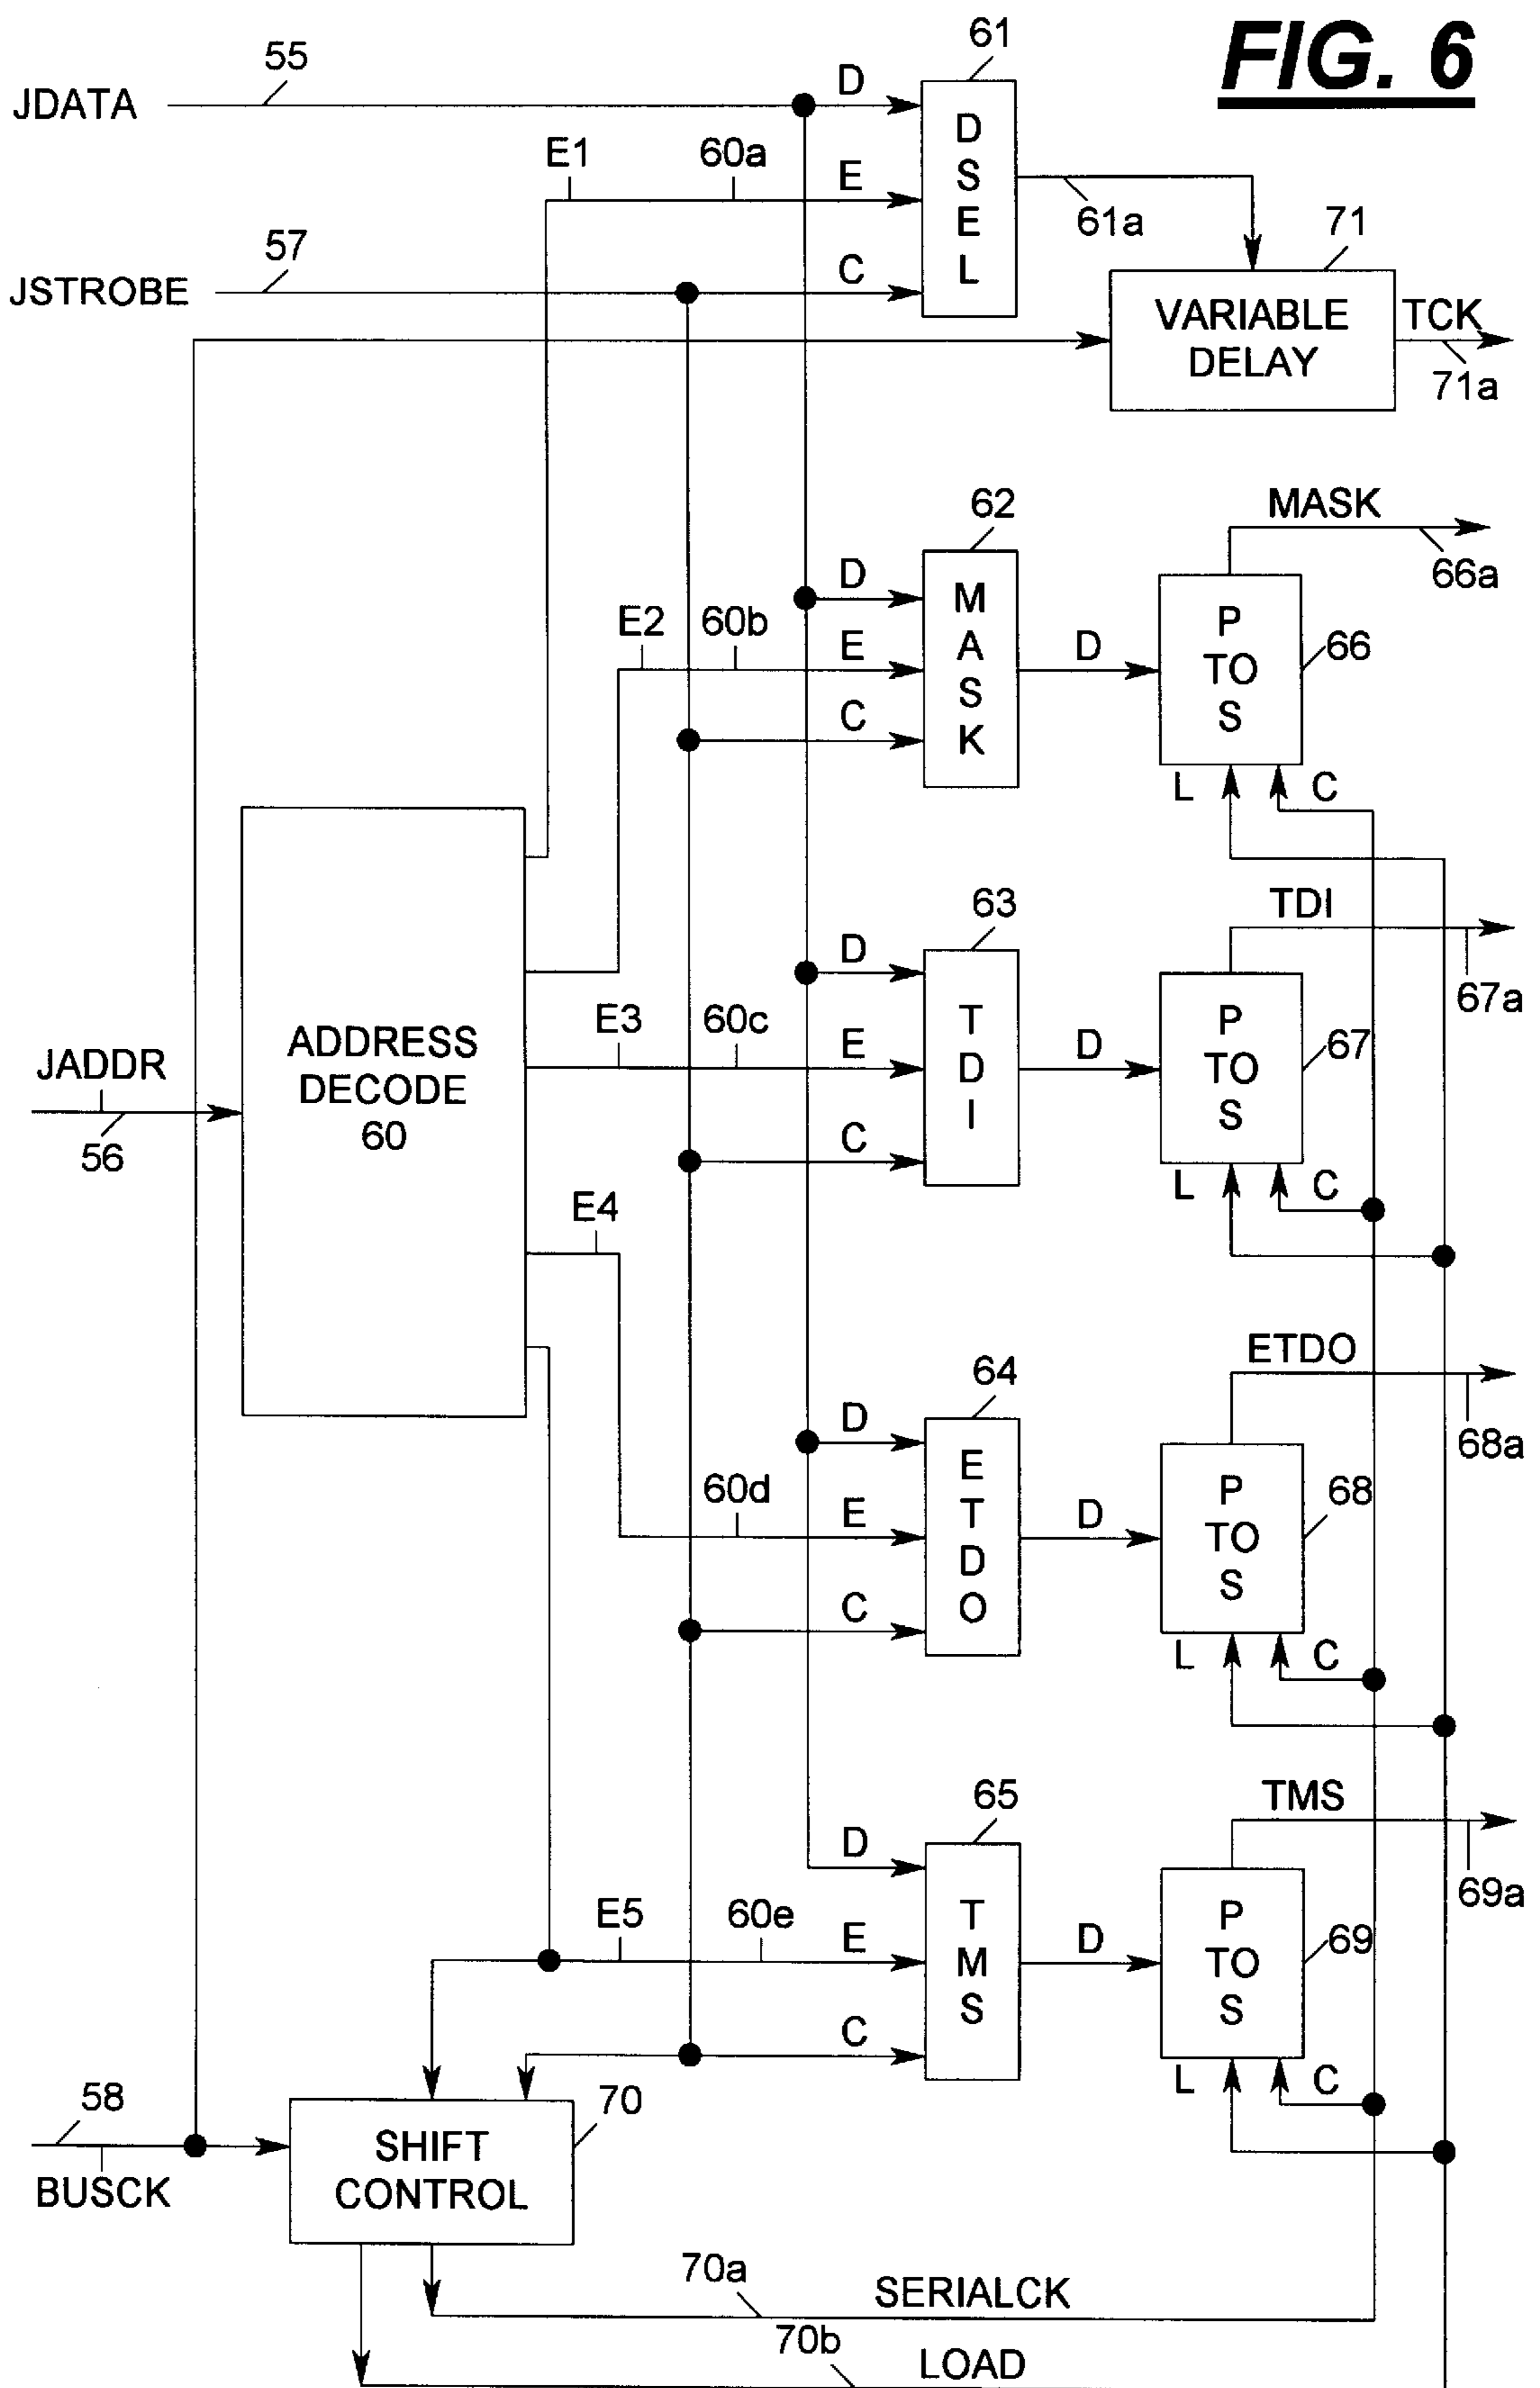 FIG. 6
61
55
JDATA
D
D
S
E
L
E1
60a
E
61a
57
JSTROBE
C
71
VARIABLE
DELAY
TCK
71a
62
MASK
66a
D
M
A
S
K
E2
60b
E
D
P
TO
S
66
C
L
C
63
TDI
67a
D
T
D
I
E3
60c
E
D
P
TO
S
67
JADDR
56
ADDRESS
DECODE
60
C
L
C
E4
64
ETDO
68a
D
E
T
D
O
60d
E
D
P
TO
S
68
C
L
C
65
TMS
69a
D
T
M
S
E5
60e
E
D
P
TO
S
69
C
L
C
58
BUSCK
70
SHIFT
CONTROL
70a
SERIALCK
70b
LOAD